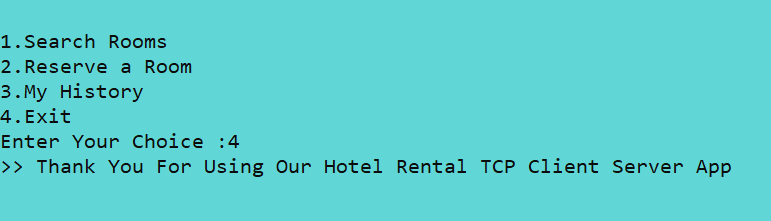 1.Search Rooms
2.Reserve a Room
3.My History
4.Exit
Enter Your Choice :4
>> Thank You For Using Our Hotel Rental TCP Client Server App